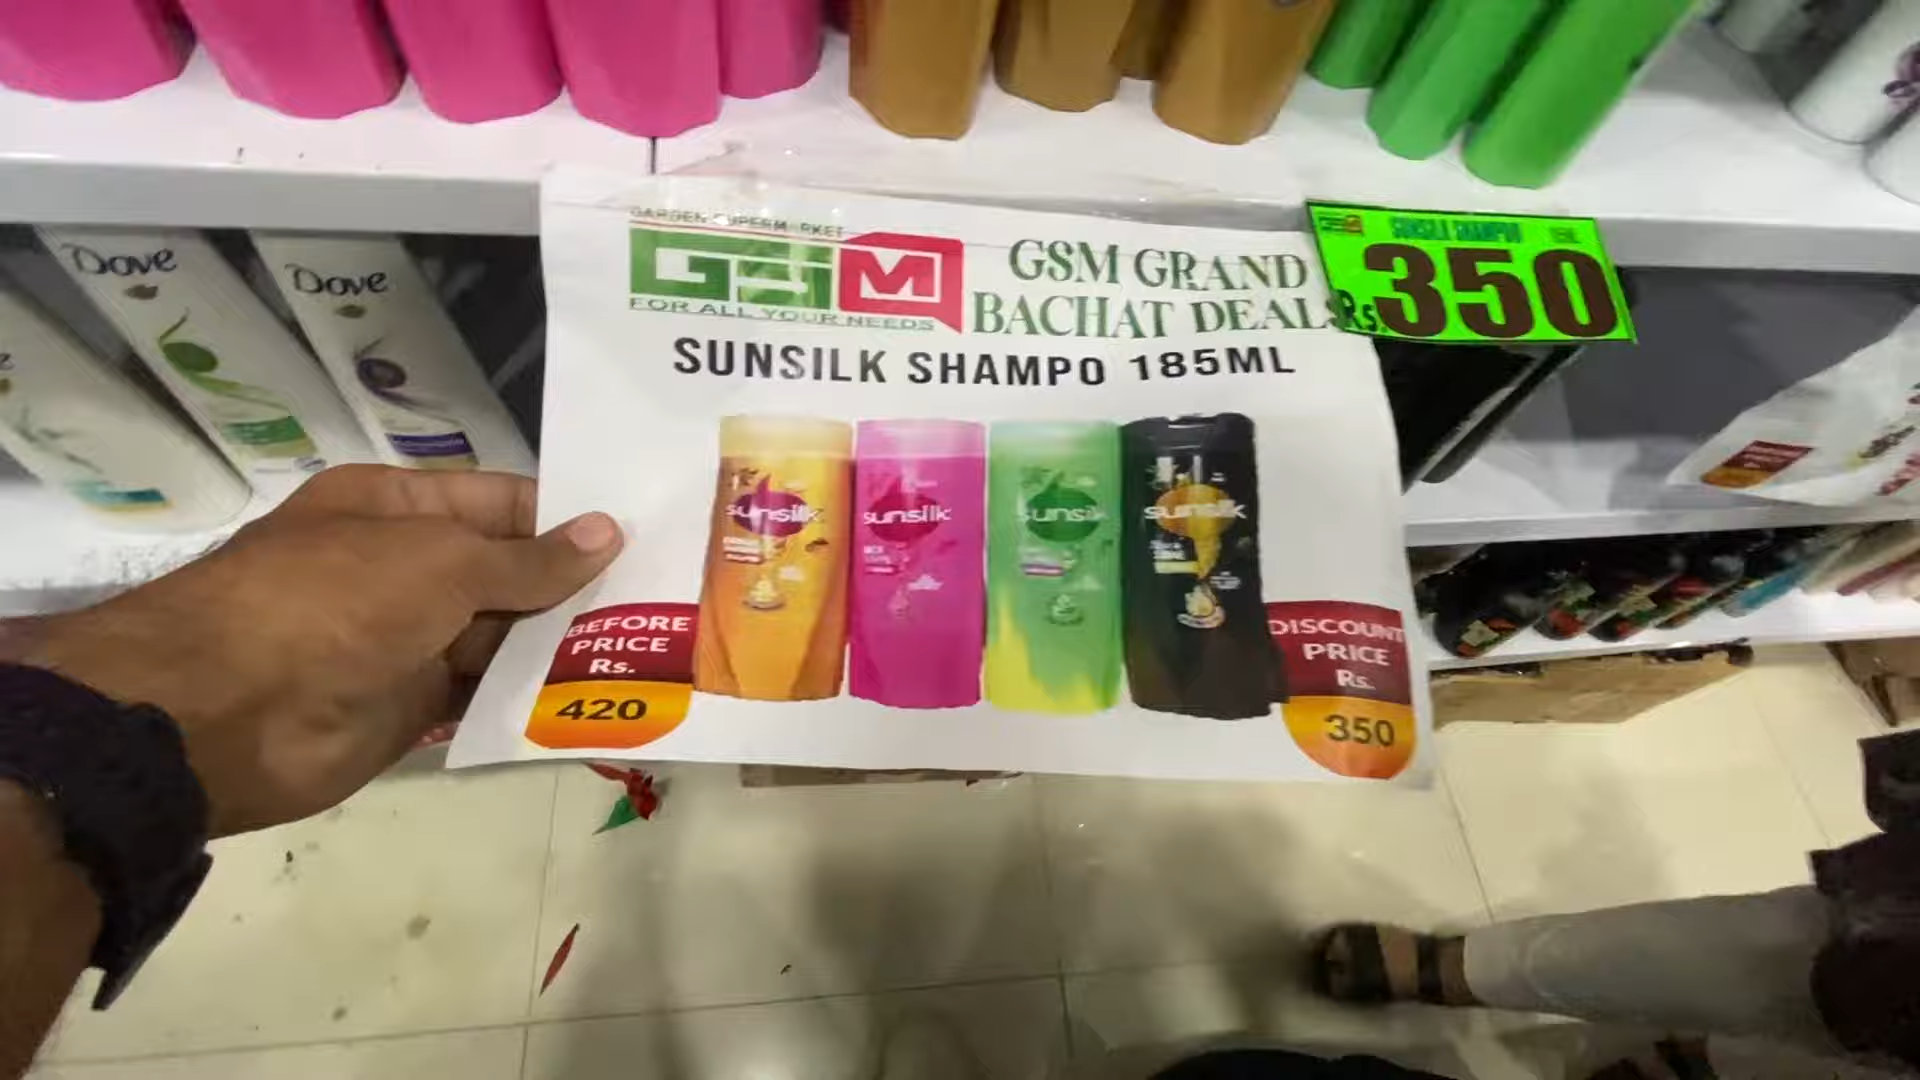 Dove
Dove
GARDEN SUPERMARKET
GSM
FOR ALL YOUR NEEDS
GSM GRAND
BACHAT DEALS
SUNSILK SHAMPOO 185ML
SUNSILK SHAMPO
Rs. 350
sunsilk
sunsilk
sunsilk
sunsilk
BEFORE
PRICE
Rs.
420
DISCOUNT
PRICE
Rs.
350